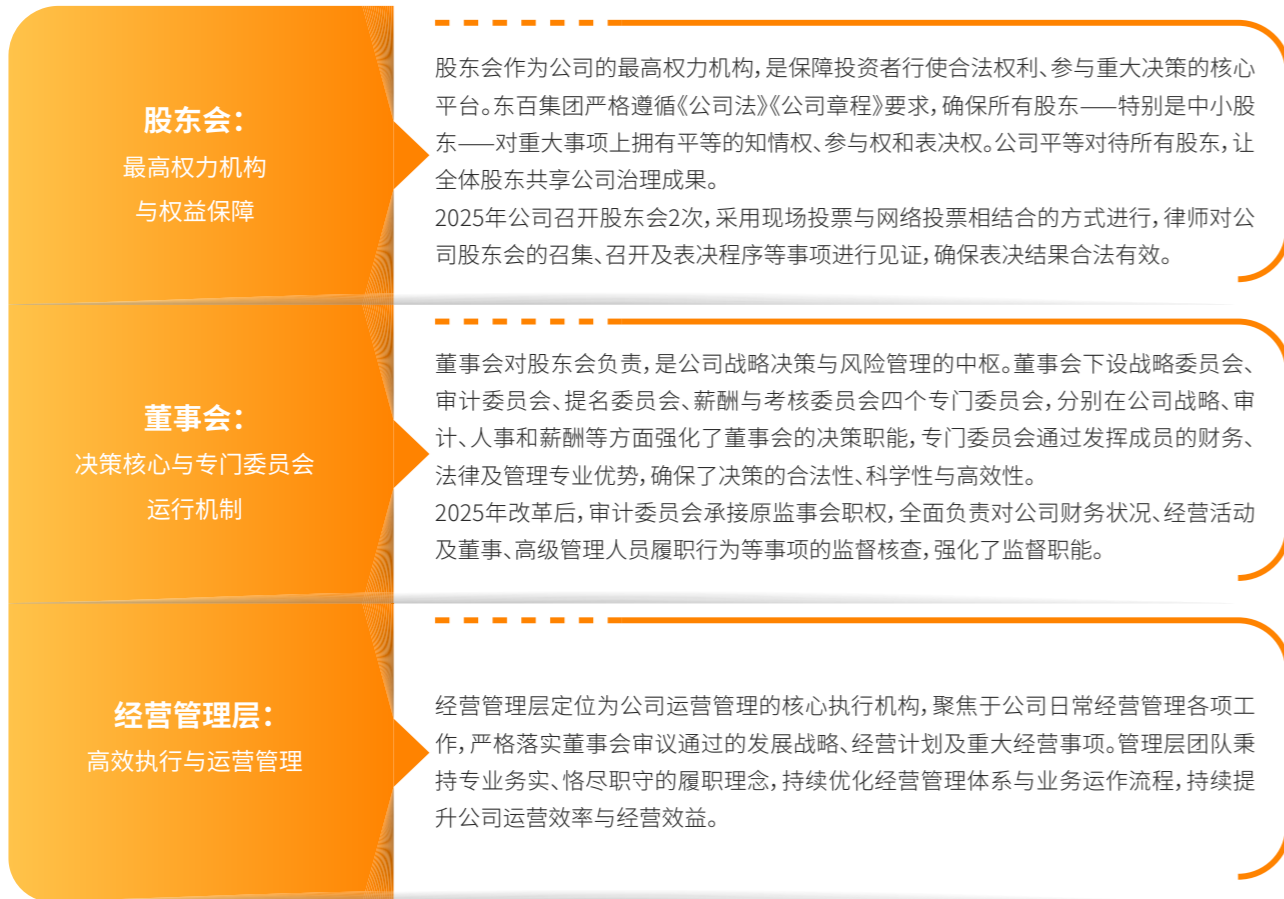 股东会：
最高权力机构
与权益保障
股东会作为公司的最高权力机构，是保障投资者行使合法权利、参与重大决策的核心
平台。东百集团严格遵循《公司法》《公司章程》要求，确保所有股东——特别是中小股
东——对重大事项上拥有平等的知情权、参与权和表决权。公司平等对待所有股东，让
全体股东共享公司治理成果。
2025年公司召开股东会2次，采用现场投票与网络投票相结合的方式进行，律师对公
司股东会的召集、召开及表决程序等事项进行见证，确保表决结果合法有效。
董事会：
决策核心与专门委员会
运行机制
董事会对股东会负责，是公司战略决策与风险管理的中枢。董事会下设战略委员会、
审计委员会、提名委员会、薪酬与考核委员会四个专门委员会，分别在公司战略、审
计、人事和薪酬等方面强化了董事会的决策职能，专门委员会通过发挥成员的财务、
法律及管理专业优势，确保了决策的合法性、科学性与高效性。
2025年改革后，审计委员会承接原监事会职权，全面负责对公司财务状况、经营活动
及董事、高级管理人员履职行为等事项的监督核查，强化了监督职能。
经营管理层：
高效执行与运营管理
经营管理层定位为公司运营管理的核心执行机构，聚焦于公司日常经营管理各项工
作，严格落实董事会审议通过的发展战略、经营计划及重大经营事项。管理层团队秉
持专业务实、恪尽职守的履职理念，持续优化经营管理体系与业务运作流程，持续提
升公司运营效率与经营效益。